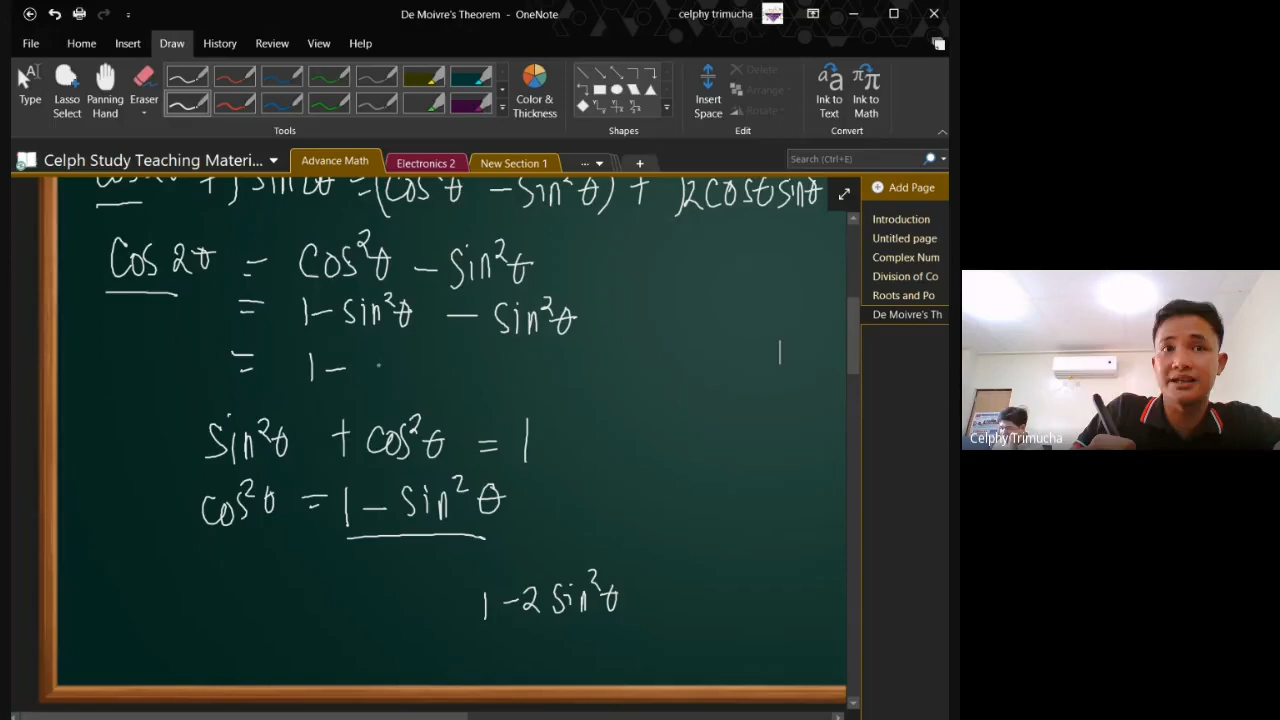 De Moivre's Theorem - OneNote
celphy trimucha
File Home Insert Draw History Review View Help
Type
Lasso Select
Panning Hand
Eraser
Color & Thickness
Insert Space
Delete
Arrange
Rotate
Ink to Text
Ink to Math
Tools
Shapes
Edit
Convert
Celph Study Teaching Materi...
Advance Math
Electronics 2
New Section 1
Search (Ctrl+E)
Add Page
Introduction
Untitled page
Complex Num
Division of Co
Roots and Po
De Moivre's Th
Cos2θ + j sin2θ = (cos²θ - sin²θ) + j2cosθsinθ
Cos 2θ = cos²θ - sin²θ
= 1 - sin²θ - sin²θ
= 1 -
sin²θ + cos²θ = 1
cos²θ = 1 - sin²θ
1 - 2 sin²θ
Celphy Trimucha